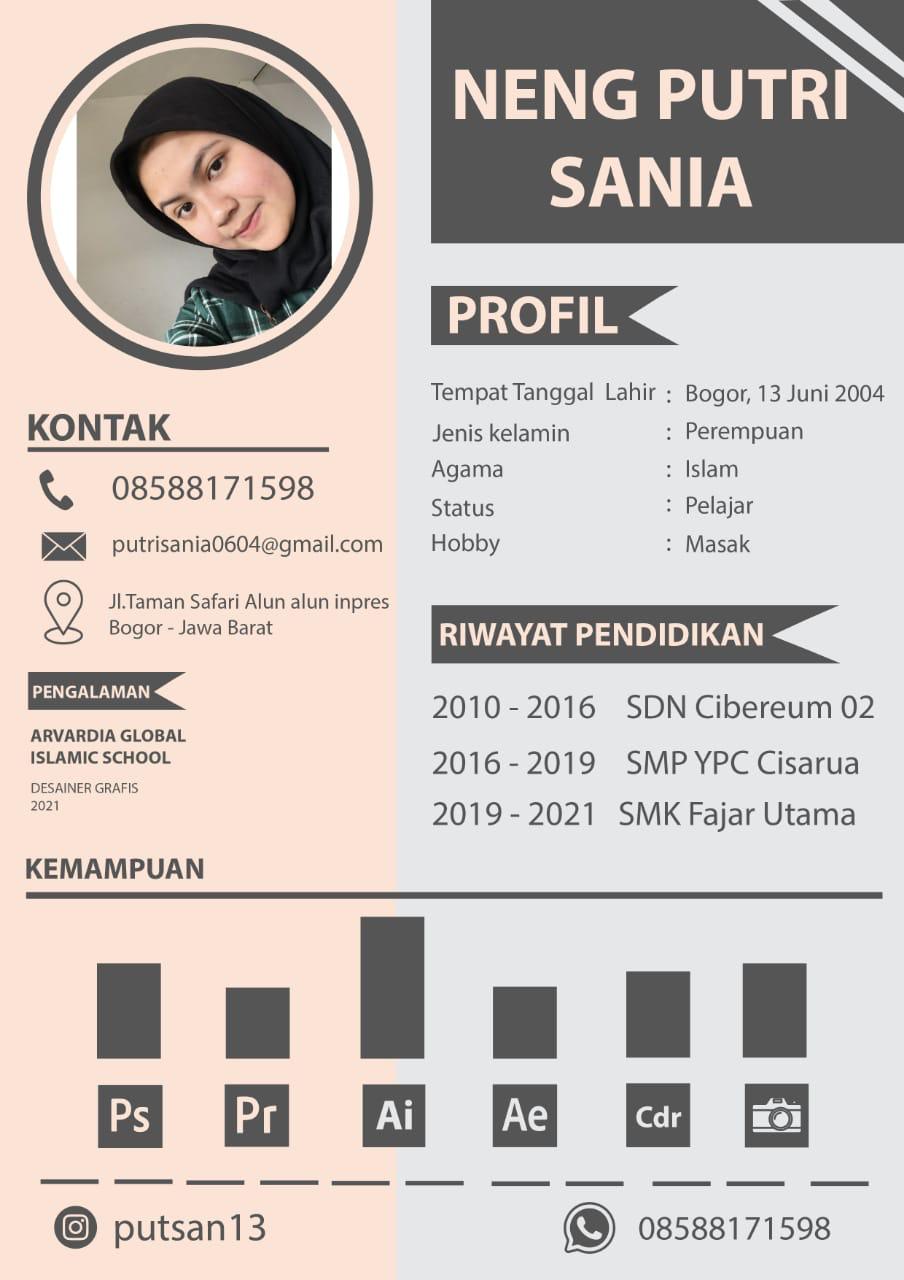 NENG PUTRI
SANIA
KONTAK
08588171598
putrisania0604@gmail.com
Jl.Taman Safari Alun alun inpres
Bogor - Jawa Barat
PENGALAMAN
ARVARDIA GLOBAL
ISLAMIC SCHOOL
DESAINER GRAFIS
2021
PROFIL
Tempat Tanggal Lahir : Bogor, 13 Juni 2004
Jenis kelamin : Perempuan
Agama : Islam
Status : Pelajar
Hobby : Masak
RIWAYAT PENDIDIKAN
2010 - 2016 SDN Cibereum 02
2016 - 2019 SMP YPC Cisarua
2019 - 2021 SMK Fajar Utama
KEMAMPUAN
Ps Pr Ai Ae Cdr
putsan13 08588171598